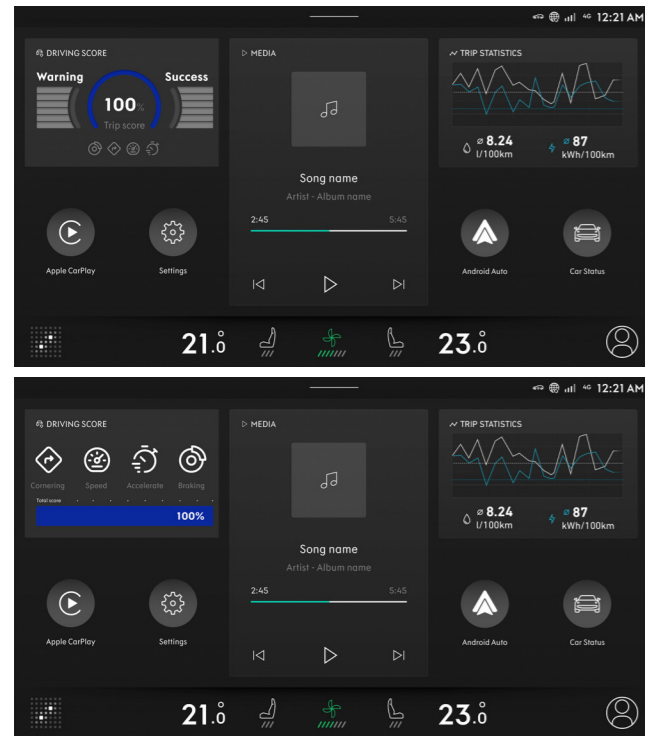 4G 12:21 AM
DRIVING SCORE
Warning
Success
100%
Trip score
MEDIA
Song name
Artist - Album name
2:45
5:45
TRIP STATISTICS
ø 8.24
l/100km
ø 87
kWh/100km
Apple CarPlay
Settings
Android Auto
Car Status
21.0°
23.0°
4G 12:21 AM
DRIVING SCORE
Cornering
Speed
Accelerate
Braking
Total score
100%
MEDIA
Song name
Artist - Album name
2:45
5:45
TRIP STATISTICS
ø 8.24
l/100km
ø 87
kWh/100km
Apple CarPlay
Settings
Android Auto
Car Status
21.0°
23.0°